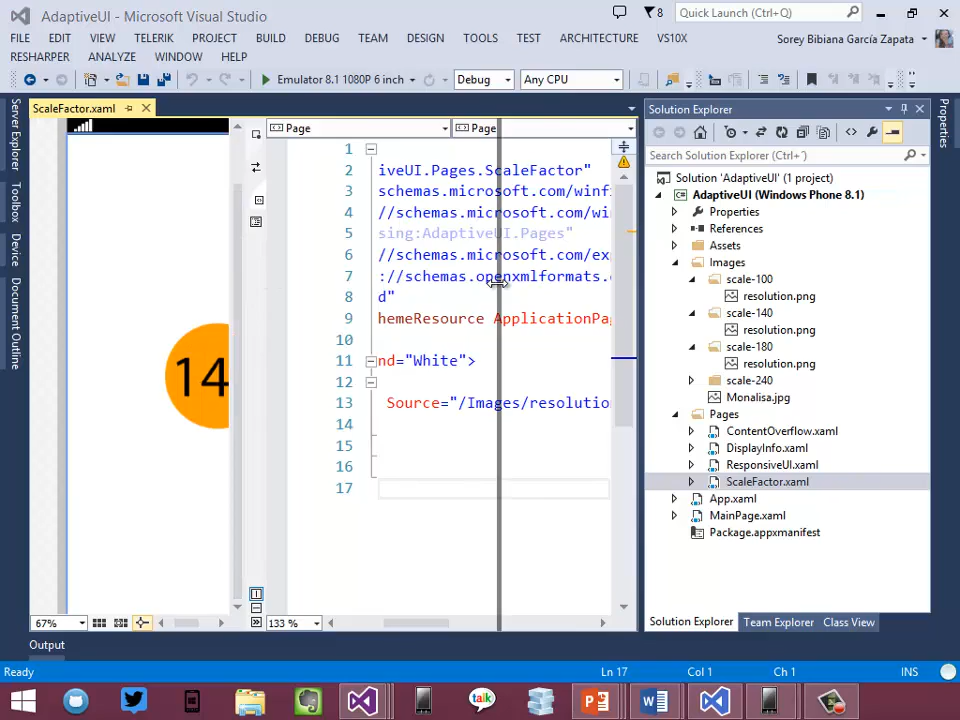 AdaptiveUI - Microsoft Visual Studio
8
Quick Launch (Ctrl+Q)
FILE EDIT VIEW TELERIK PROJECT BUILD DEBUG TEAM DESIGN TOOLS TEST ARCHITECTURE VS10X
Sorey Bibiana García Zapata
RESHARPER ANALYZE WINDOW HELP
Emulator 8.1 1080P 6 inch
Debug
Any CPU
Server Explorer
Toolbox
Device
Document Outline
ScaleFactor.xaml
14
67%
Page
Page
1
2 iveUI.Pages.ScaleFactor"
3 schemas.microsoft.com/winf
4 //schemas.microsoft.com/wi
5 sing:AdaptiveUI.Pages"
6 //schemas.microsoft.com/ex
7 ://schemas.openxmlformats.
8 d"
9 hemeResource ApplicationPa
10
11 nd="White">
12
13 Source="/Images/resolutio
14
15
16
17
133 %
Solution Explorer
Search Solution Explorer (Ctrl+´)
Solution 'AdaptiveUI' (1 project)
AdaptiveUI (Windows Phone 8.1)
Properties
References
Assets
Images
scale-100
resolution.png
scale-140
resolution.png
scale-180
resolution.png
scale-240
Monalisa.jpg
Pages
ContentOverflow.xaml
DisplayInfo.xaml
ResponsiveUI.xaml
ScaleFactor.xaml
App.xaml
MainPage.xaml
Package.appxmanifest
Solution Explorer Team Explorer Class View
Properties
Output
Ready
Ln 17
Col 1
Ch 1
INS
talk